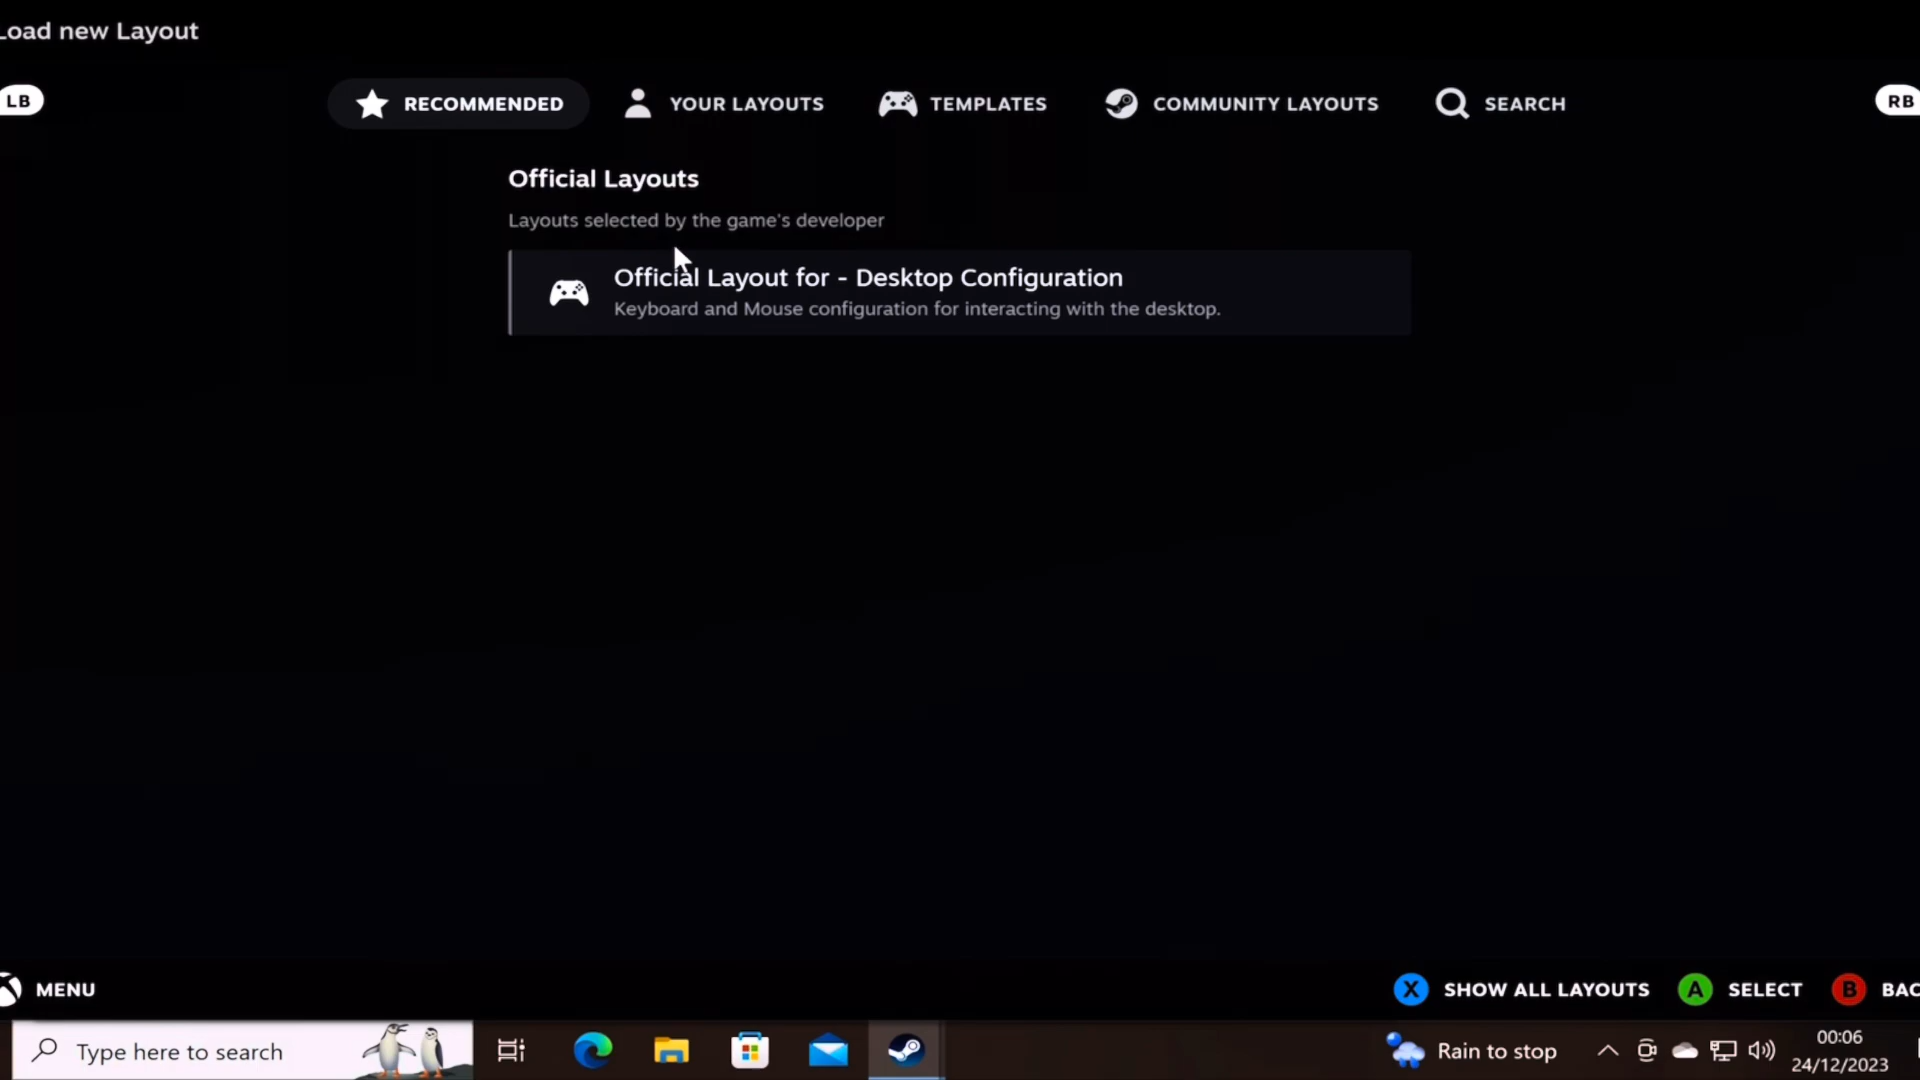 Load new Layout
LB
RECOMMENDED
YOUR LAYOUTS
TEMPLATES
COMMUNITY LAYOUTS
SEARCH
RB
Official Layouts
Layouts selected by the game's developer
Official Layout for - Desktop Configuration
Keyboard and Mouse configuration for interacting with the desktop.
MENU
X SHOW ALL LAYOUTS
A SELECT
B BAC
Type here to search
Rain to stop
00:06
24/12/2023